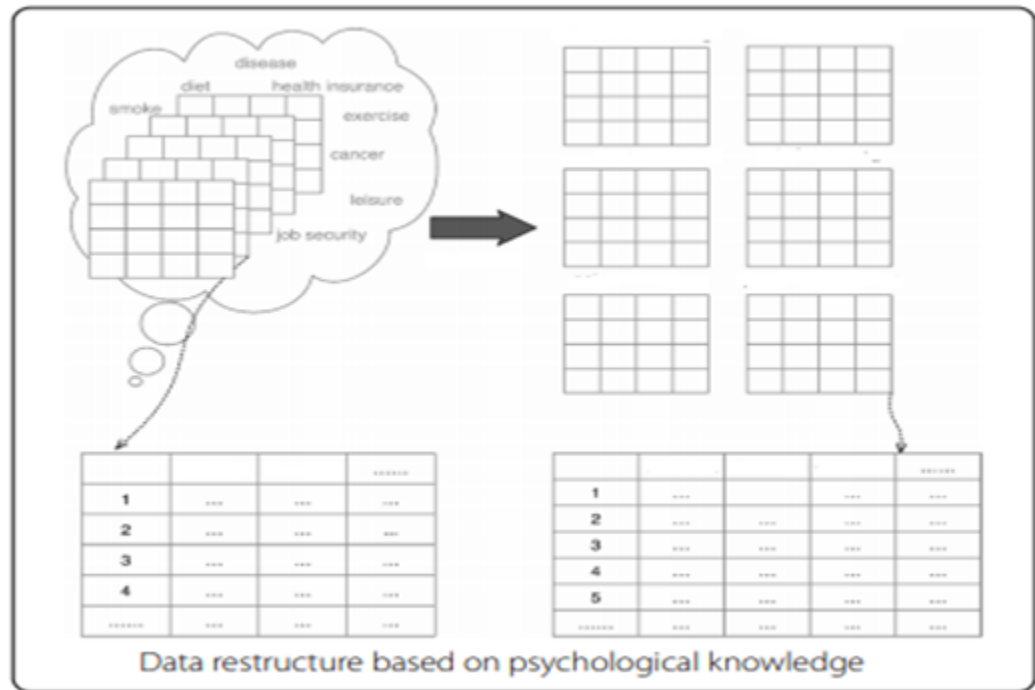 disease
diet health insurance
smoke exercise
cancer
leisure
job security
......
1 ... ... ...
2 ... ... ...
3 ... ... ...
4 ... ... ...
...... ... ... ...
......
1 ... ... ...
2 ... ... ... ...
3 ... ... ... ...
4 ... ... ... ...
5 ... ... ... ...
...... ... ... ... ...
Data restructure based on psychological knowledge